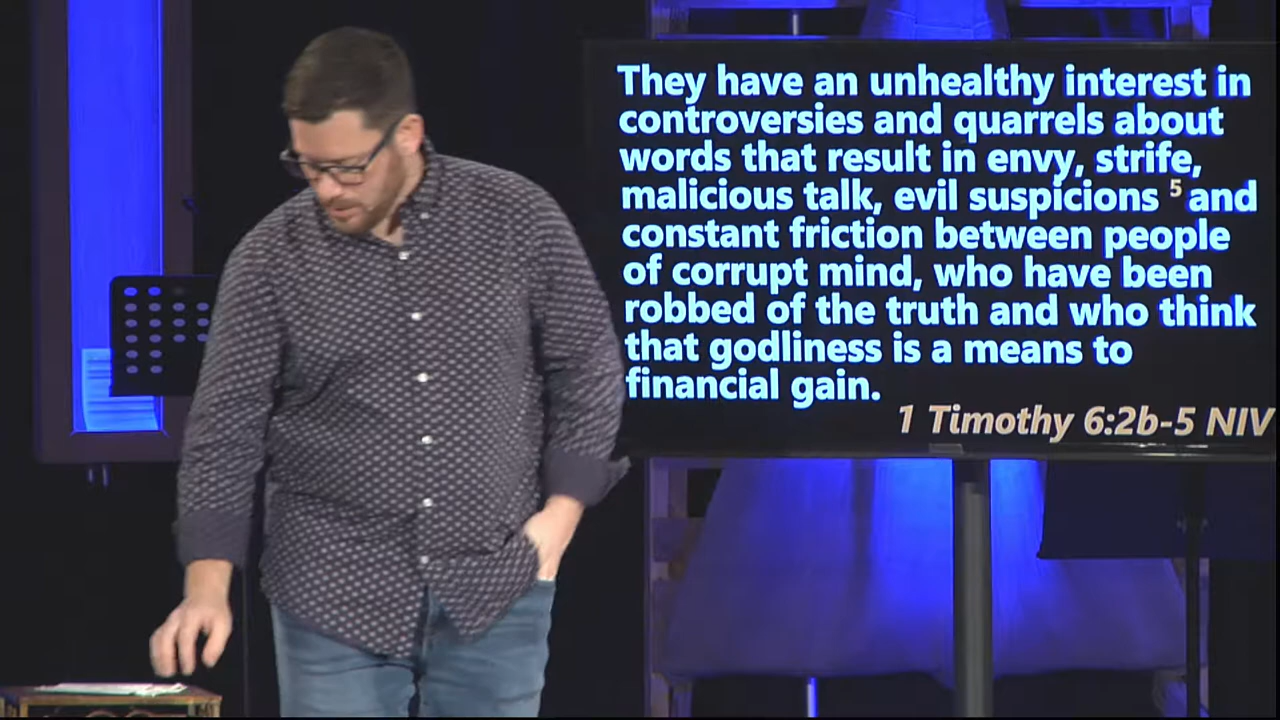 They have an unhealthy interest in
controversies and quarrels about
words that result in envy, strife,
malicious talk, evil suspicions 5 and
constant friction between people
of corrupt mind, who have been
robbed of the truth and who think
that godliness is a means to
financial gain.
1 Timothy 6:2b-5 NIV